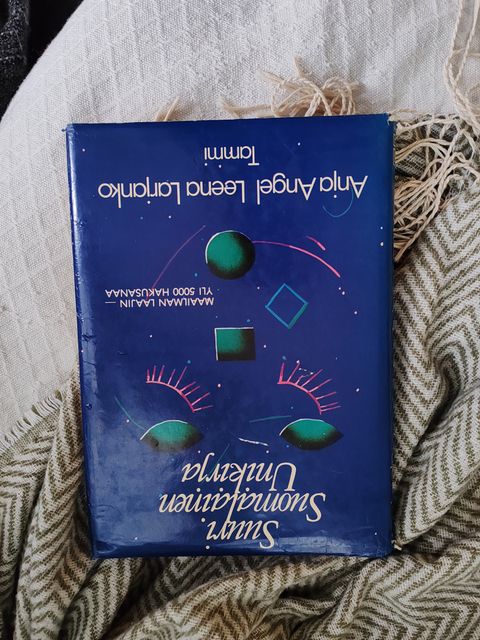 Suuri
Suomalainen
Unikirja
MAAILMAN LAAJIN —
YLI 5000 HAKUSANAA
Anja Angel Leena Larjanko
Tammi